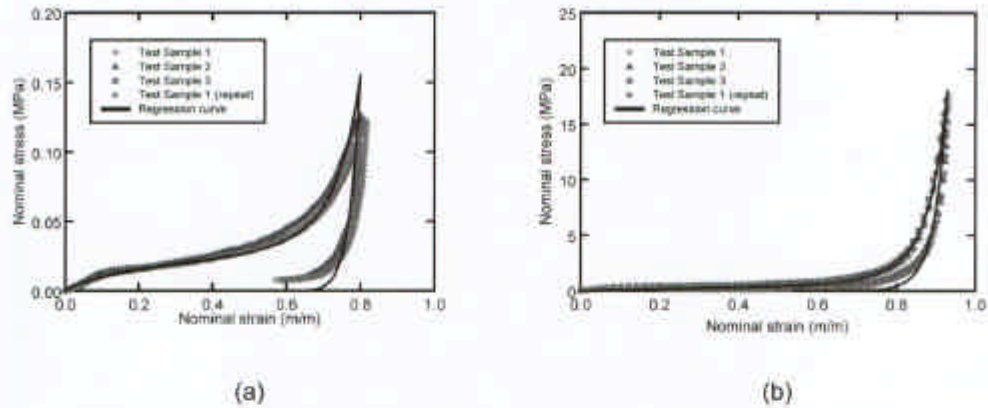 0.20
0.15
0.10
0.05
0.00
Nominal stress (MPa)
Test Sample 1
Test Sample 2
Test Sample 3
Test Sample 1 (repeat)
Regression curve
0.0 0.2 0.4 0.6 0.8 1.0
Nominal strain (m/m)
(a)
25
20
15
10
5
0
Nominal stress (MPa)
Test Sample 1
Test Sample 2
Test Sample 3
Test Sample 1 (repeat)
Regression curve
0.2 0.4 0.6 0.8 1.0
Nominal strain (m/m)
(b)